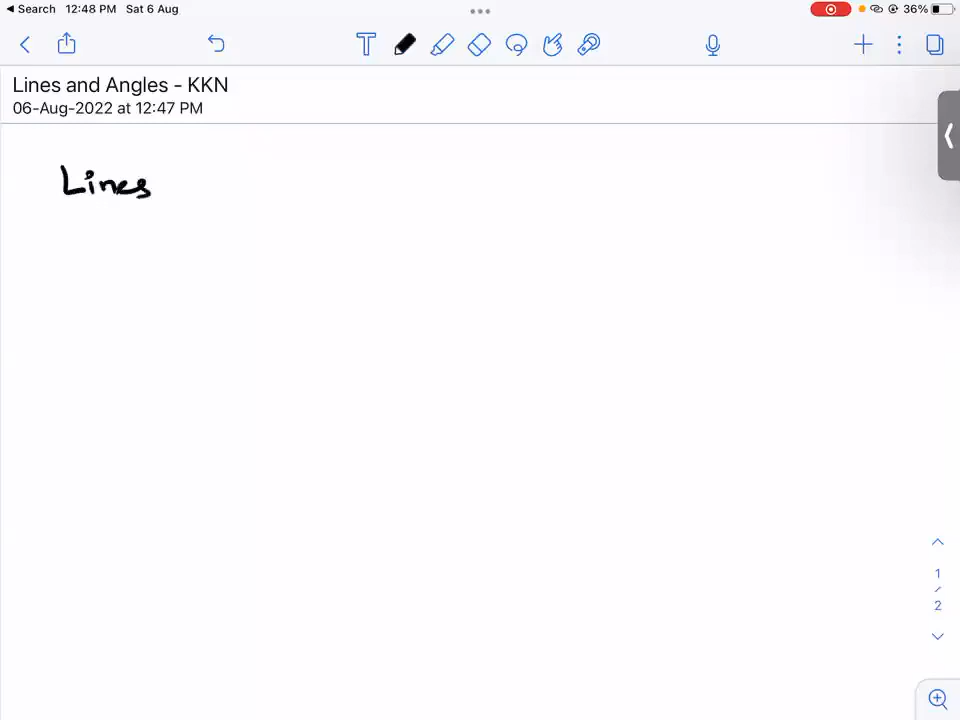 Search 12:48 PM Sat 6 Aug 36%
Lines and Angles - KKN
06-Aug-2022 at 12:47 PM
Lines
1
/
2